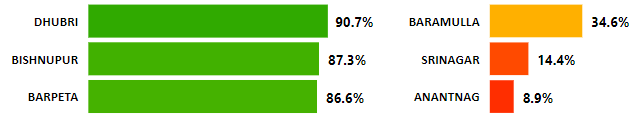 DHUBRI 90.7%
BISHNUPUR 87.3%
BARPETA 86.6%
BARAMULLA 34.6%
SRINAGAR 14.4%
ANANTNAG 8.9%